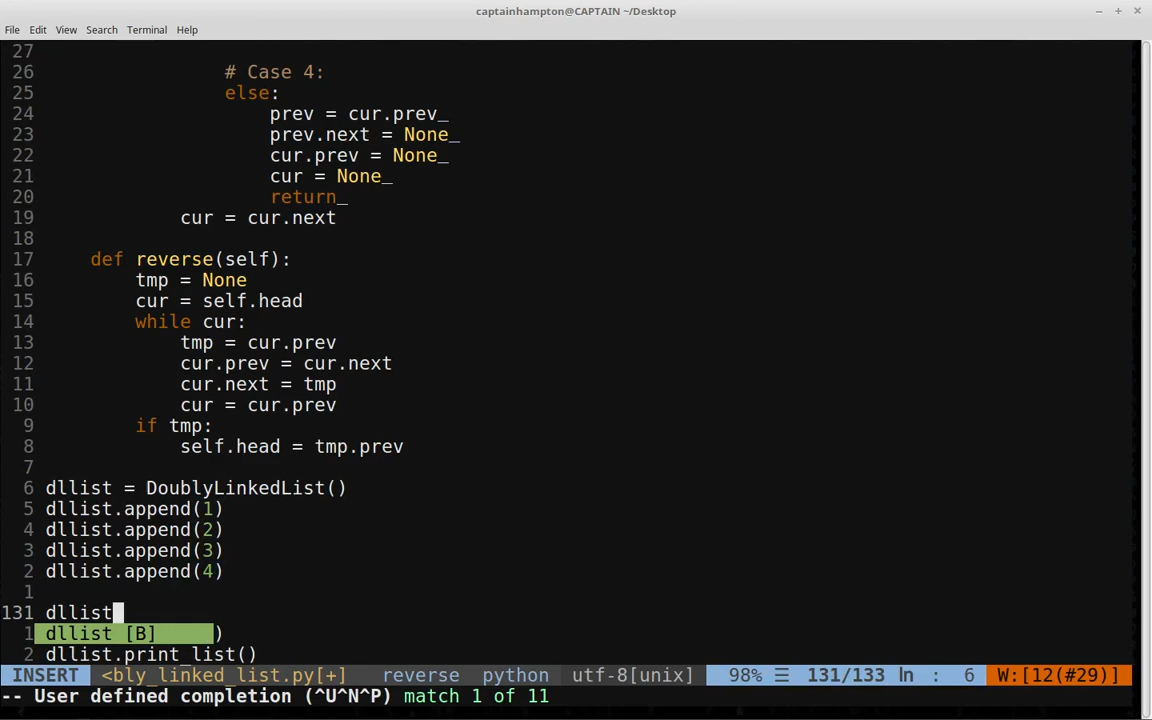 captainhampton@CAPTAIN ~/Desktop
File Edit View Search Terminal Help
27
26 # Case 4:
25 else:
24 prev = cur.prev_
23 prev.next = None_
22 cur.prev = None_
21 cur = None_
20 return_
19 cur = cur.next
18
17 def reverse(self):
16 tmp = None
15 cur = self.head
14 while cur:
13 tmp = cur.prev
12 cur.prev = cur.next
11 cur.next = tmp
10 cur = cur.prev
9 if tmp:
8 self.head = tmp.prev
7
6 dllist = DoublyLinkedList()
5 dllist.append(1)
4 dllist.append(2)
3 dllist.append(3)
2 dllist.append(4)
1
131 dllist
1 dllist [B] )
2 dllist.print_list()
INSERT <bly_linked_list.py[+] reverse python utf-8[unix] 98% ☰ 131/133 ln : 6 W:[12(#29)]
-- User defined completion (^U^N^P) match 1 of 11